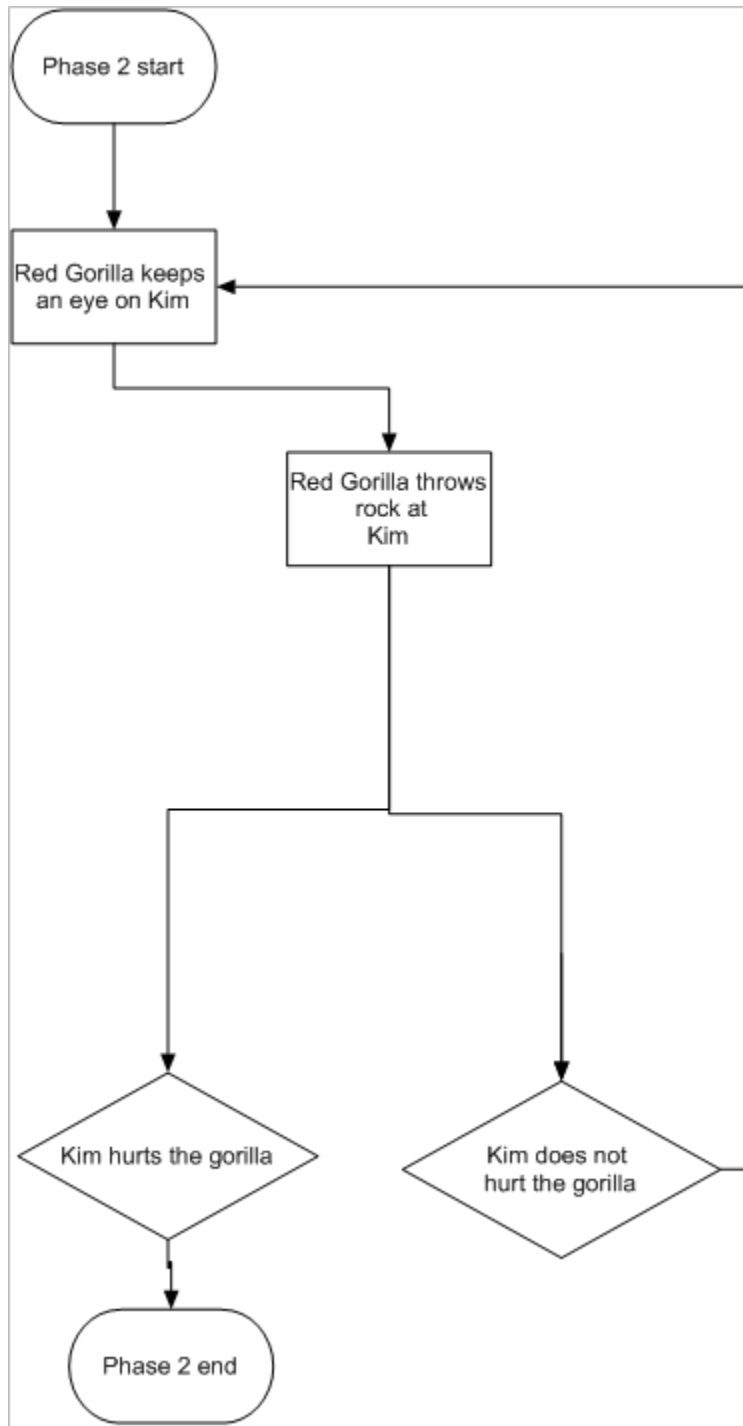 Phase 2 start
Red Gorilla keeps
an eye on Kim
Red Gorilla throws
rock at
Kim
Kim hurts the gorilla
Kim does not
hurt the gorilla
Phase 2 end